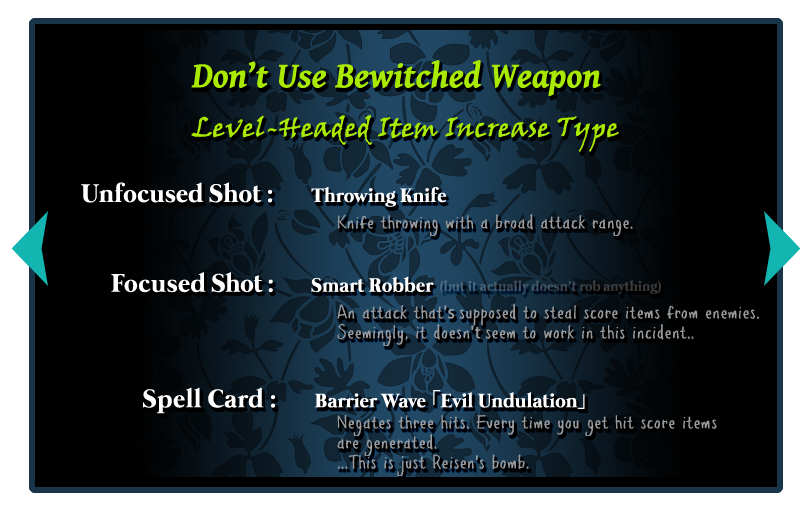 Don't Use Bewitched Weapon
Level-Headed Item Increase Type
Unfocused Shot : Throwing Knife
Knife throwing with a broad attack range.
Focused Shot : Smart Robber (but it actually doesn't rob anything)
An attack that's supposed to steal score items from enemies.
Seemingly, it doesn't seem to work in this incident..
Spell Card : Barrier Wave「Evil Undulation」
Negates three hits. Every time you get hit score items
are generated.
...This is just Reisen's bomb.